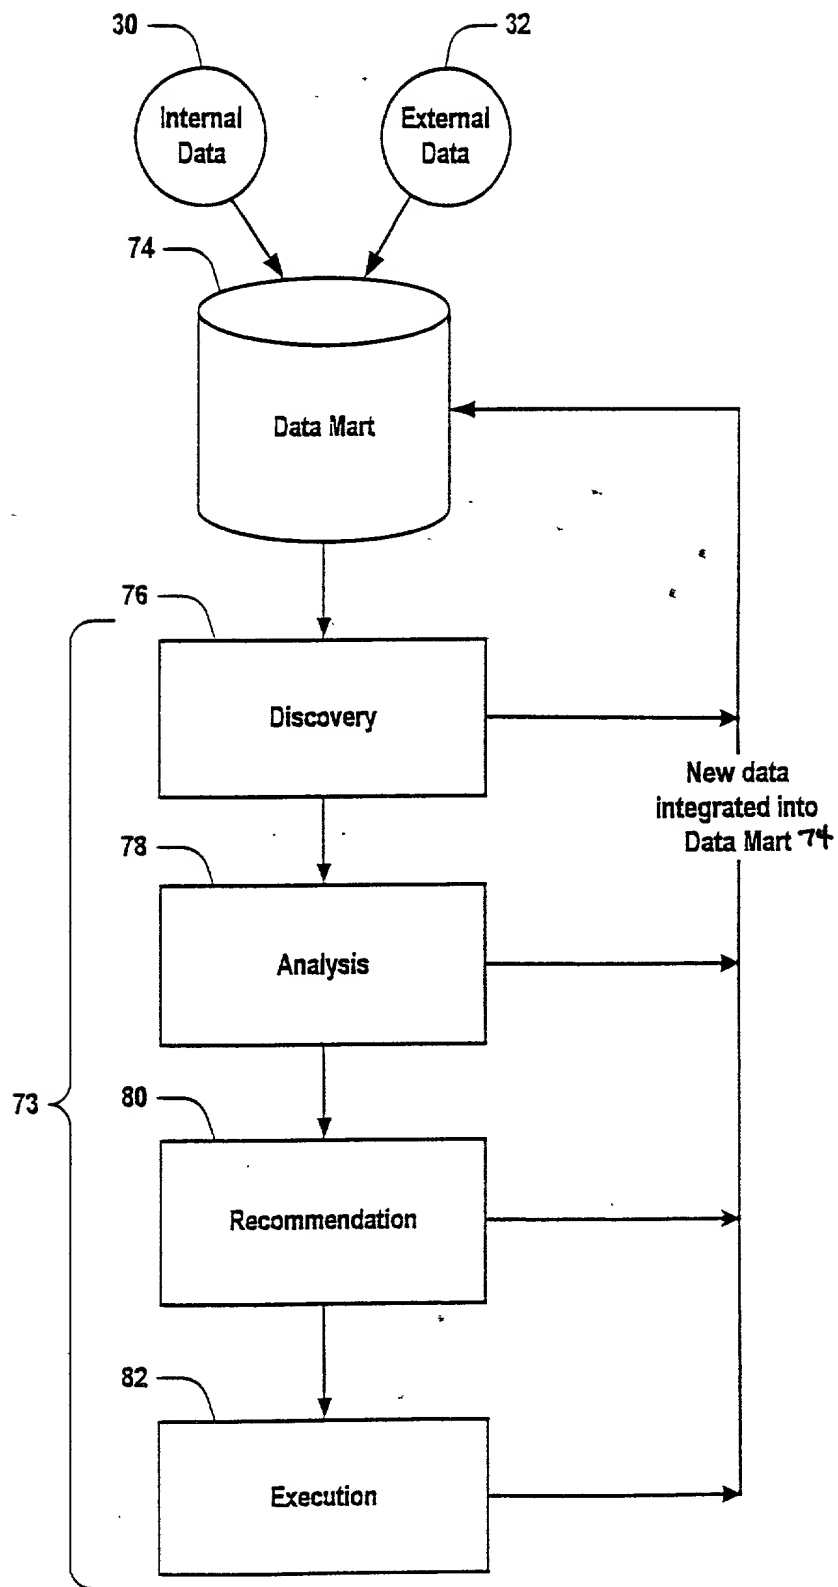 30
32
Internal
Data
External
Data
74
Data Mart
76
Discovery
New data
integrated into
Data Mart 74
78
Analysis
73
80
Recommendation
82
Execution